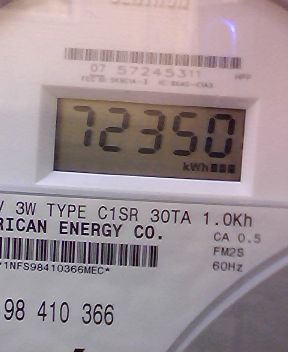 07 57245311
HPP
72350
kWh
V 3W TYPE C1SR 30TA 1.0Kh
RICAN ENERGY CO.
CA 0.5
FM2S
60Hz
1NFS98410366MEC*
98 410 366